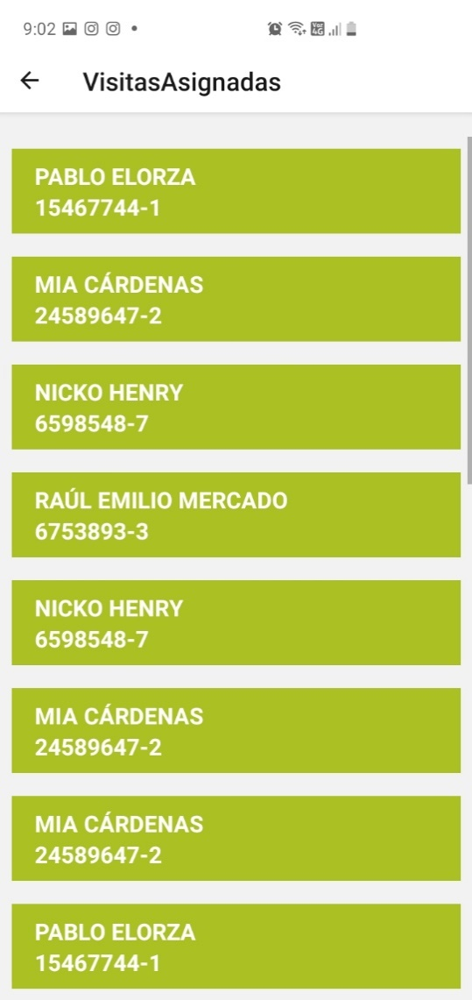 9:02
VisitasAsignadas
PABLO ELORZA
15467744-1
MIA CÁRDENAS
24589647-2
NICKO HENRY
6598548-7
RAÚL EMILIO MERCADO
6753893-3
NICKO HENRY
6598548-7
MIA CÁRDENAS
24589647-2
MIA CÁRDENAS
24589647-2
PABLO ELORZA
15467744-1